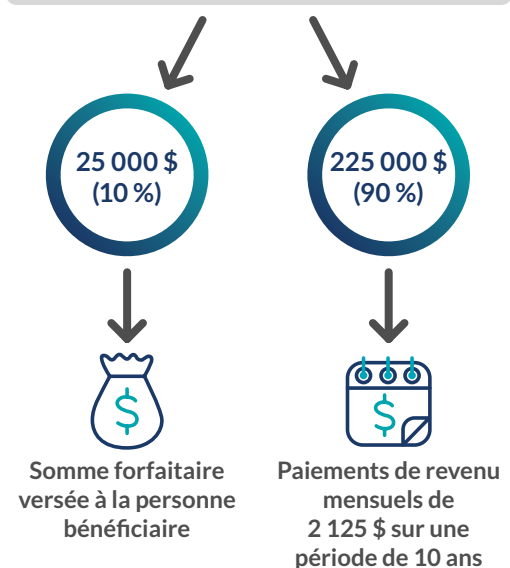 25 000 $
(10 %)
225 000 $
(90 %)
$
$
Somme forfaitaire
versée à la personne
bénéficiaire
Paiements de revenu
mensuels de
2 125 $ sur une
période de 10 ans